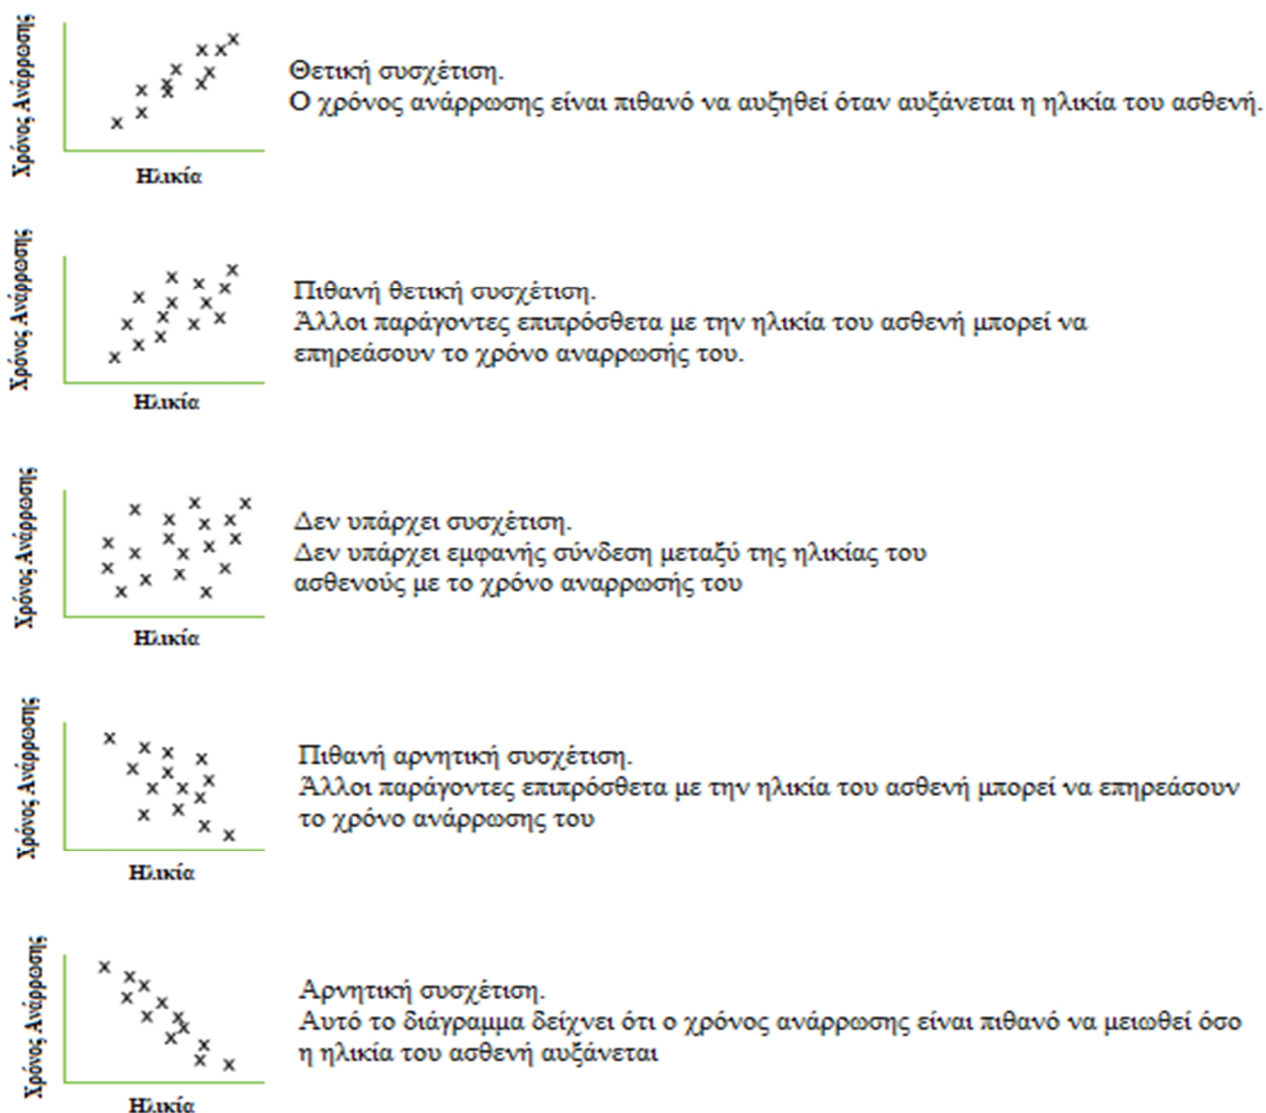 Χρόνος Ανάρρωσης
Θετική συσχέτιση.
Ο χρόνος ανάρρωσης είναι πιθανό να αυξηθεί όταν αυξάνεται η ηλικία του ασθενή.
Ηλικία
Χρόνος Ανάρρωσης
Πιθανή θετική συσχέτιση.
Άλλοι παράγοντες επιπρόσθετα με την ηλικία του ασθενή μπορεί να
επηρεάσουν το χρόνο αναρρωσής του.
Ηλικία
Χρόνος Ανάρρωσης
Δεν υπάρχει συσχέτιση.
Δεν υπάρχει εμφανής σύνδεση μεταξύ της ηλικίας του
ασθενούς με το χρόνο αναρρωσής του
Ηλικία
Χρόνος Ανάρρωσης
Πιθανή αρνητική συσχέτιση.
Άλλοι παράγοντες επιπρόσθετα με την ηλικία του ασθενή μπορεί να επηρεάσουν
το χρόνο ανάρρωσης του
Ηλικία
Χρόνος Ανάρρωσης
Αρνητική συσχέτιση.
Αυτό το διάγραμμα δείχνει ότι ο χρόνος ανάρρωσης είναι πιθανό να μειωθεί όσο
η ηλικία του ασθενή αυξάνεται
Ηλικία